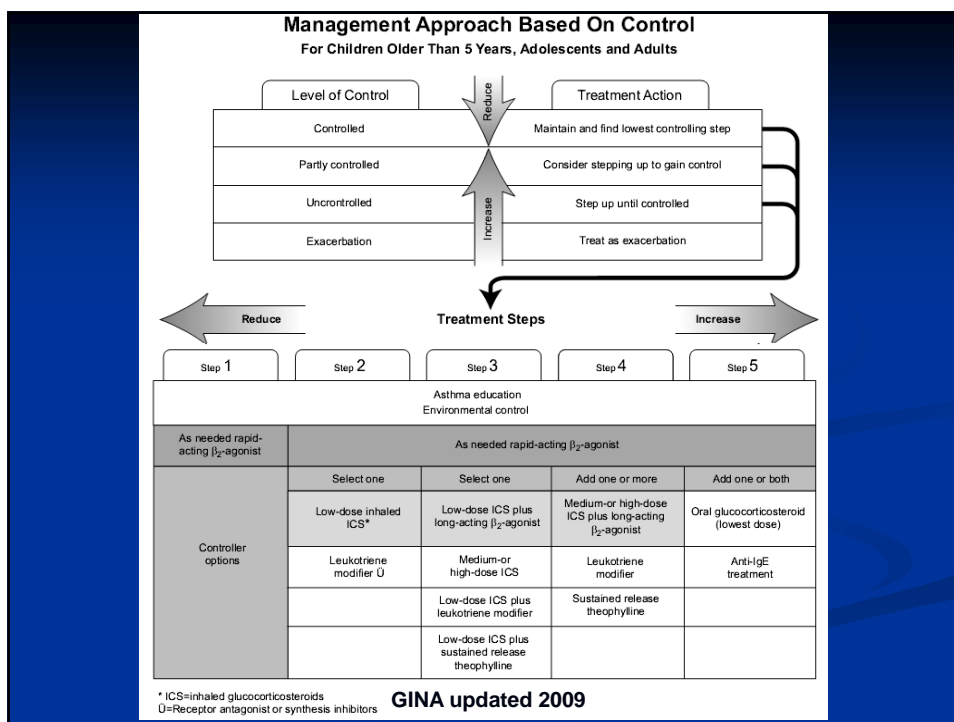 Management Approach Based On Control
For Children Older Than 5 Years, Adolescents and Adults
Level of Control
Reduce
Treatment Action
Controlled
Maintain and find lowest controlling step
Partly controlled
Consider stepping up to gain control
Uncrontrolled
Increase
Step up until controlled
Exacerbation
Treat as exacerbation
Reduce
Treatment Steps
Increase
Step 1
Step 2
Step 3
Step 4
Step 5
Asthma education
Environmental control
As needed rapid-
acting β₂-agonist
As needed rapid-acting β₂-agonist
Controller
options
Select one
Select one
Add one or more
Add one or both
Low-dose inhaled
ICS*
Low-dose ICS plus
long-acting β₂-agonist
Medium-or high-dose
ICS plus long-acting
β₂-agonist
Oral glucocorticosteroid
(lowest dose)
Leukotriene
modifier Ü
Medium-or
high-dose ICS
Leukotriene
modifier
Anti-IgE
treatment
Low-dose ICS plus
leukotriene modifier
Sustained release
theophylline
Low-dose ICS plus
sustained release
theophylline
* ICS=inhaled glucocorticosteroids
Ü=Receptor antagonist or synthesis inhibitors
GINA updated 2009